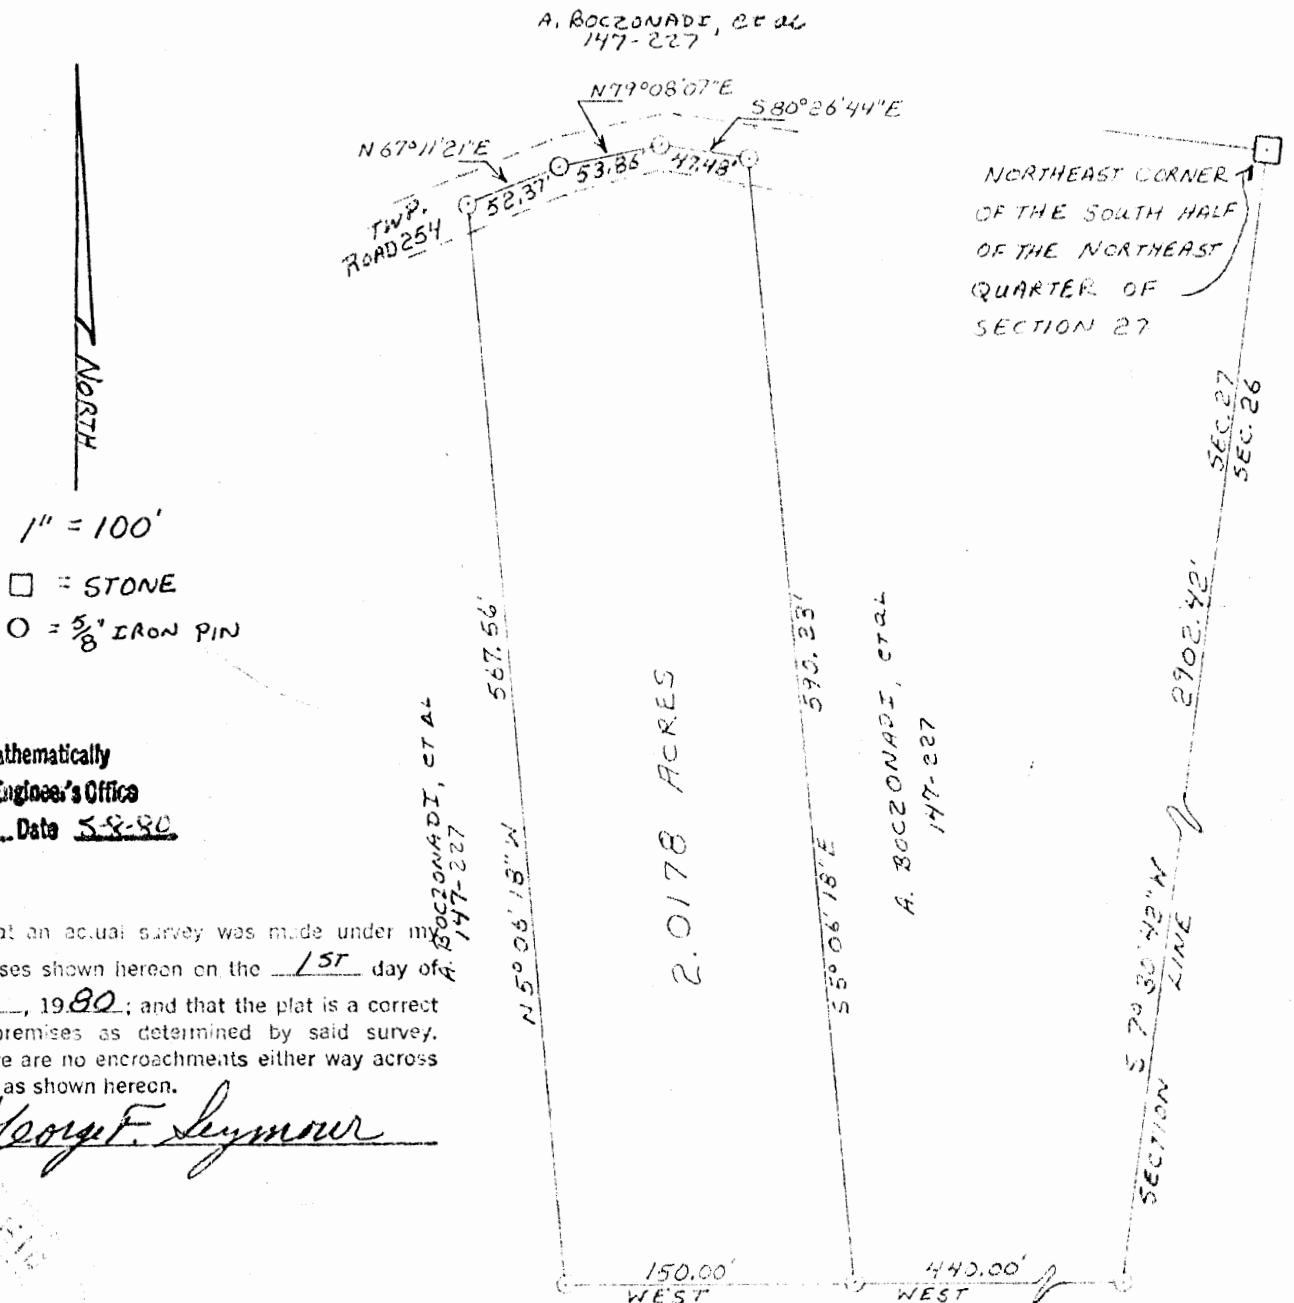 A. BOCZONADI, et al
147-227
N79°08'07"E
S80°26'44"E
N67°11'21"E
52.37'
53.86'
47.48'
TWP.
ROAD 254
NORTHEAST CORNER
OF THE SOUTH HALF
OF THE NORTHEAST
QUARTER OF
SECTION 27
NORTH
SEC. 27
SEC. 26
1" = 100'
= STONE
= 5/8" IRON PIN
567.56'
590.33'
2902.42'
A. BOCZONADI, et al
147-227
2.0178 ACRES
A. BOCZONADI, et al
147-227
athematically
Engineer's Office
Date 5-8-80
N5°06'18"W
S5°06'18"E
S 7°30'42"W
SECTION LINE
at an actual survey was made under my
ses shown hereon on the 1ST day of
, 1980; and that the plat is a correct
premises as determined by said survey.
re are no encroachments either way across
as shown hereon.
George F. Seymour
150.00'
WEST
440.00'
WEST